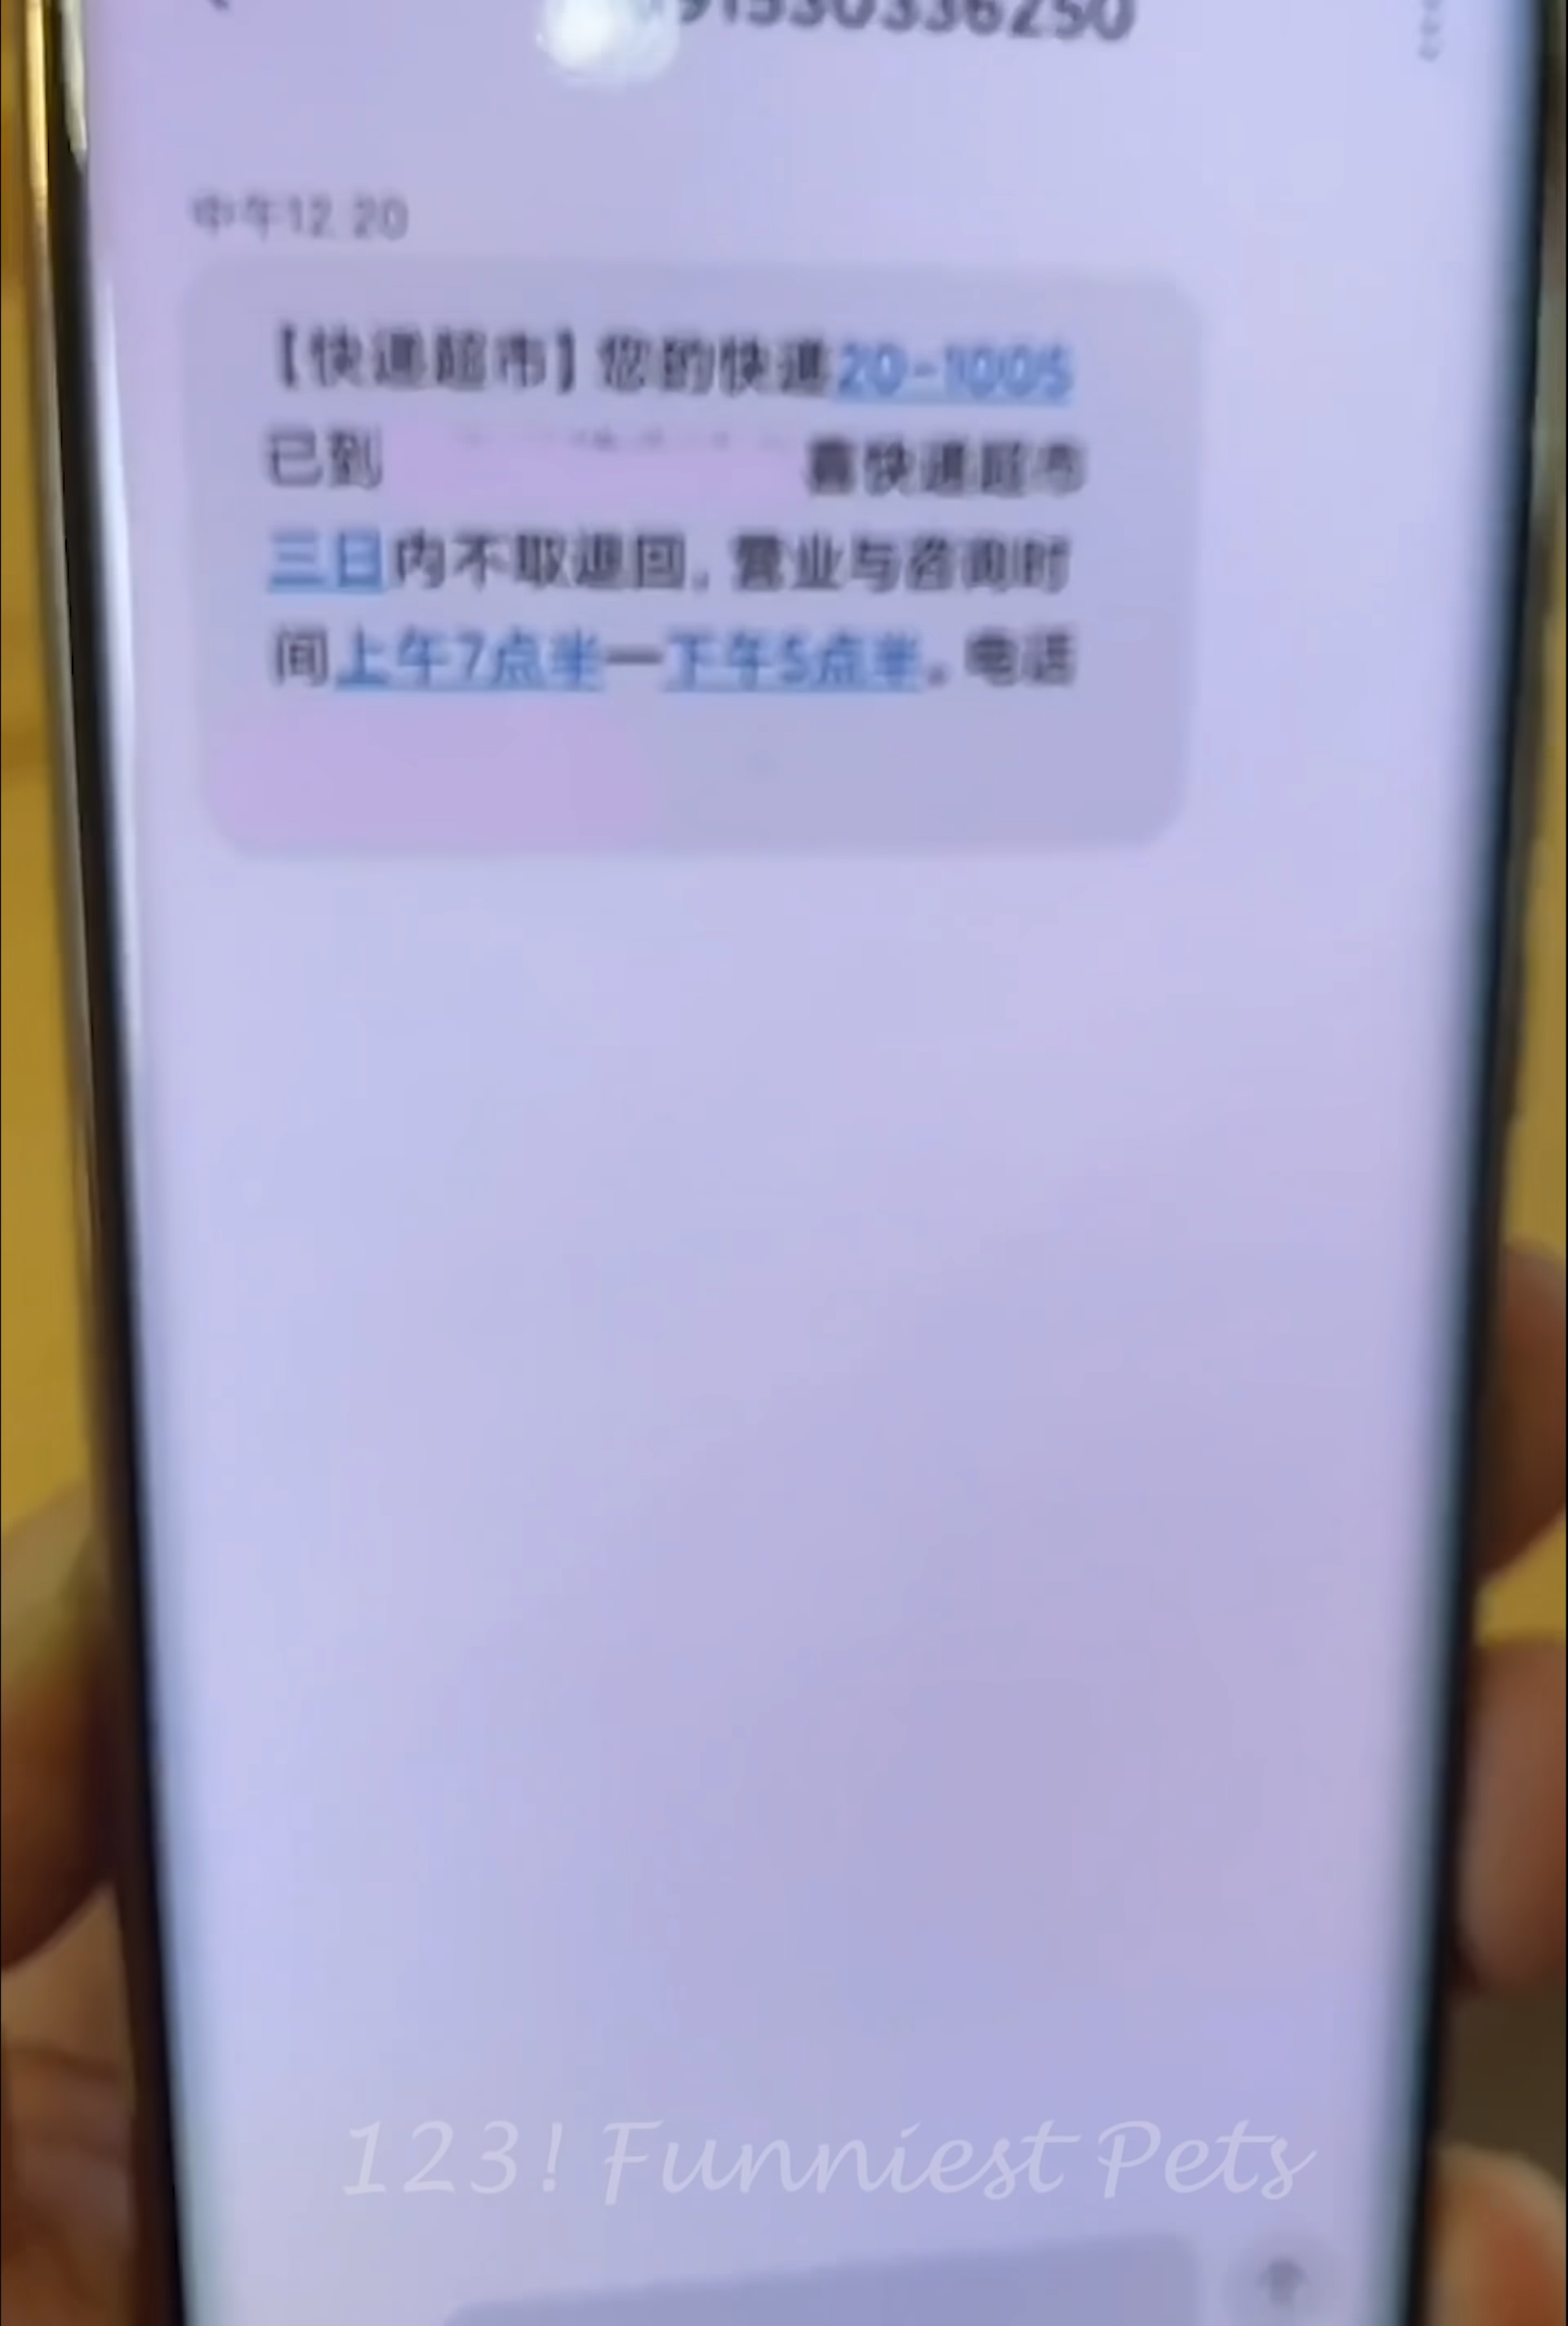 91530336250
中午12:20
【快递超市】您的快递20-1005
已到 喜快递超市
三日内不取退回。营业与咨询时
间上午7点半—下午5点半。电话
123! Funniest Pets